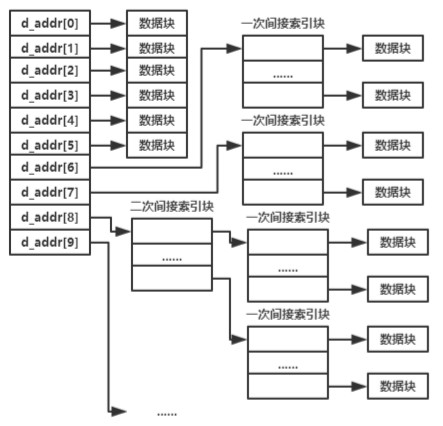 d_addr[0]
d_addr[1]
d_addr[2]
d_addr[3]
d_addr[4]
d_addr[5]
d_addr[6]
d_addr[7]
d_addr[8]
d_addr[9]
数据块
数据块
数据块
数据块
数据块
数据块
一次间接索引块
......
数据块
数据块
一次间接索引块
......
数据块
数据块
二次间接索引块
......
一次间接索引块
......
数据块
数据块
一次间接索引块
......
数据块
数据块
......